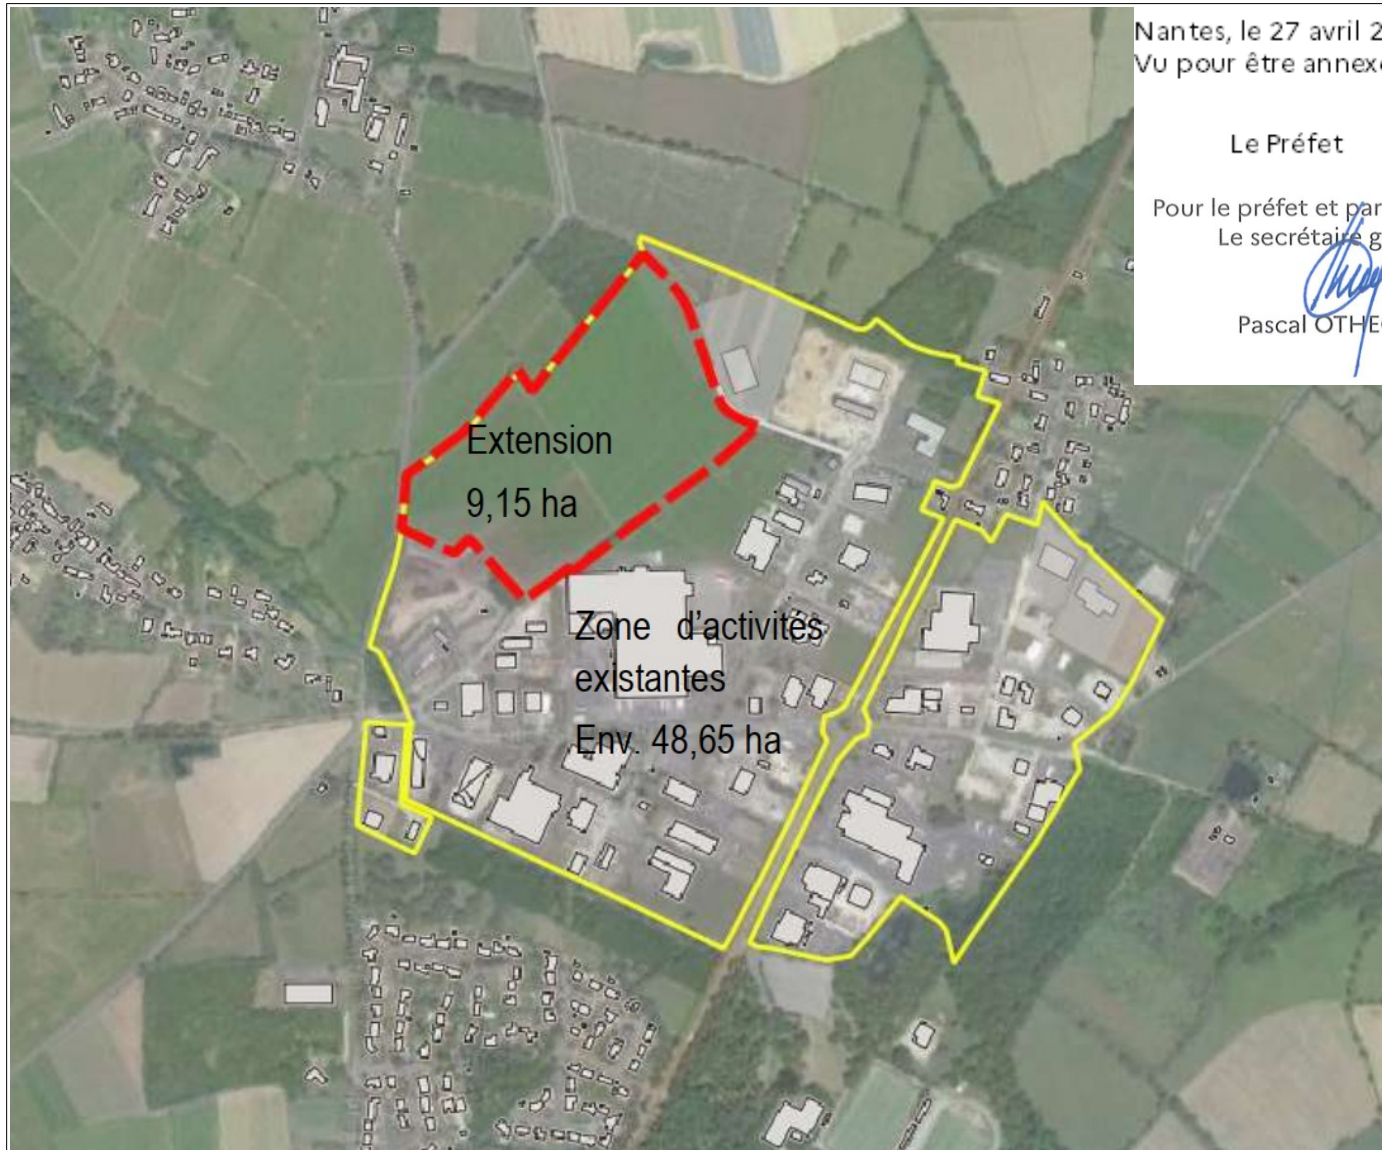 Nantes, le 27 avril 2
Vu pour être annex
Le Préfet
Pour le préfet et par
Le secrétaire g
Pascal OTHE
Extension
9,15 ha
Zone d'activités
existantes
Env. 48,65 ha